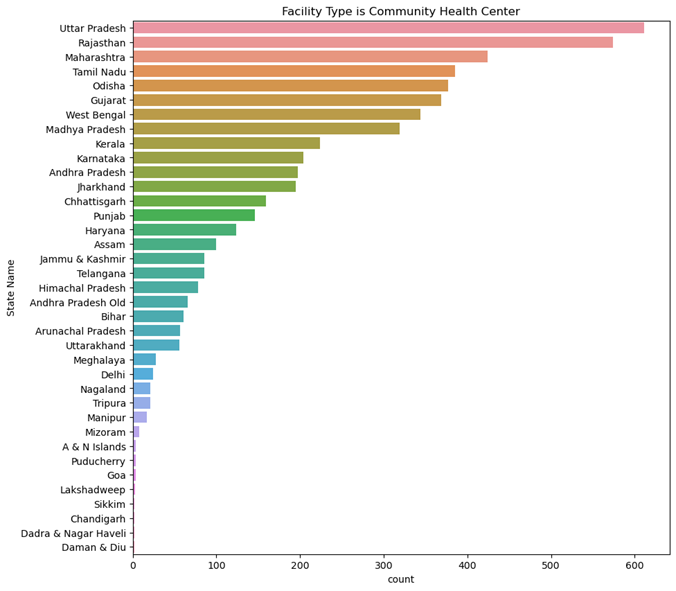 Facility Type is Community Health Center
State Name
Uttar Pradesh
Rajasthan
Maharashtra
Tamil Nadu
Odisha
Gujarat
West Bengal
Madhya Pradesh
Kerala
Karnataka
Andhra Pradesh
Jharkhand
Chhattisgarh
Punjab
Haryana
Assam
Jammu & Kashmir
Telangana
Himachal Pradesh
Andhra Pradesh Old
Bihar
Arunachal Pradesh
Uttarakhand
Meghalaya
Delhi
Nagaland
Tripura
Manipur
Mizoram
A & N Islands
Puducherry
Goa
Lakshadweep
Sikkim
Chandigarh
Dadra & Nagar Haveli
Daman & Diu
0 100 200 300 400 500 600
count